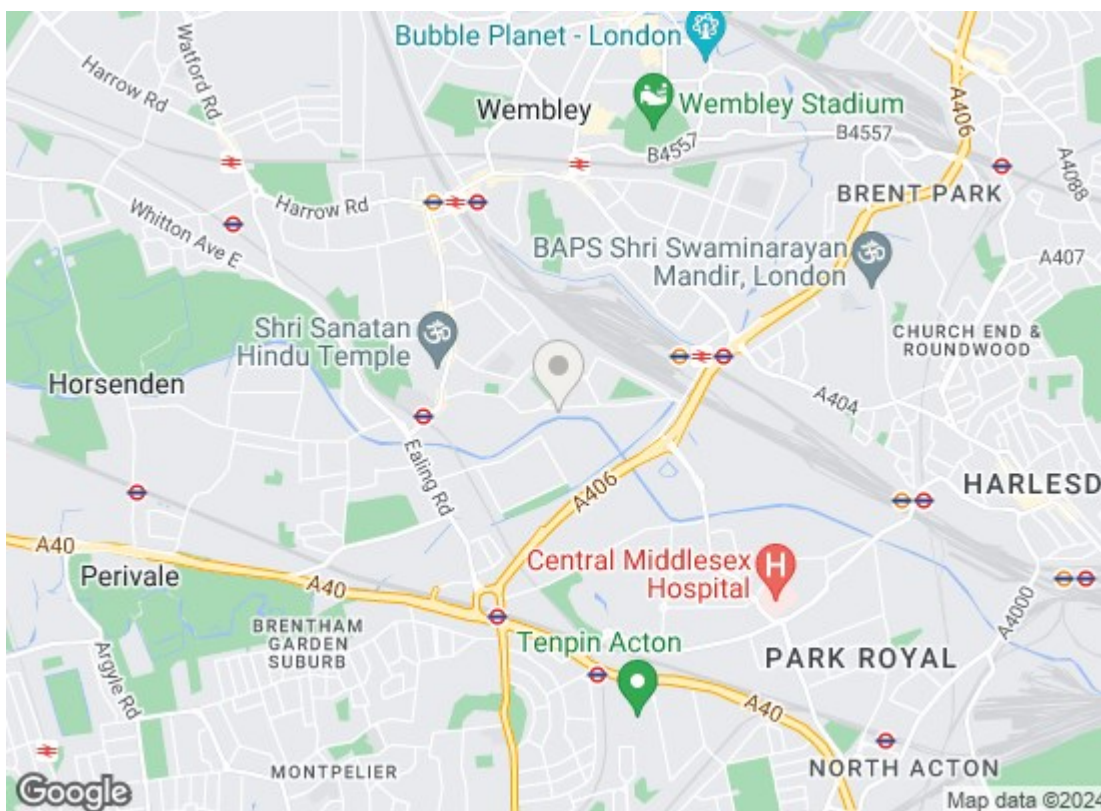 Bubble Planet - London
Watford Rd
Harrow Rd
Wembley
Wembley Stadium
A406
B4557
B4557
A4088
Harrow Rd
BRENT PARK
Whitton Ave E
BAPS Shri Swaminarayan
Mandir, London
A407
Shri Sanatan
Hindu Temple
CHURCH END &
ROUNDWOOD
Horsenden
A404
Ealing Rd
A406
HARLESD
A40
Central Middlesex
Hospital
H
Perivale
A40
A4000
BRENTHAM
GARDEN
SUBURB
Tenpin Acton
PARK ROYAL
Argyle Rd
A40
MONTPELIER
NORTH ACTON
Google
Map data ©2024